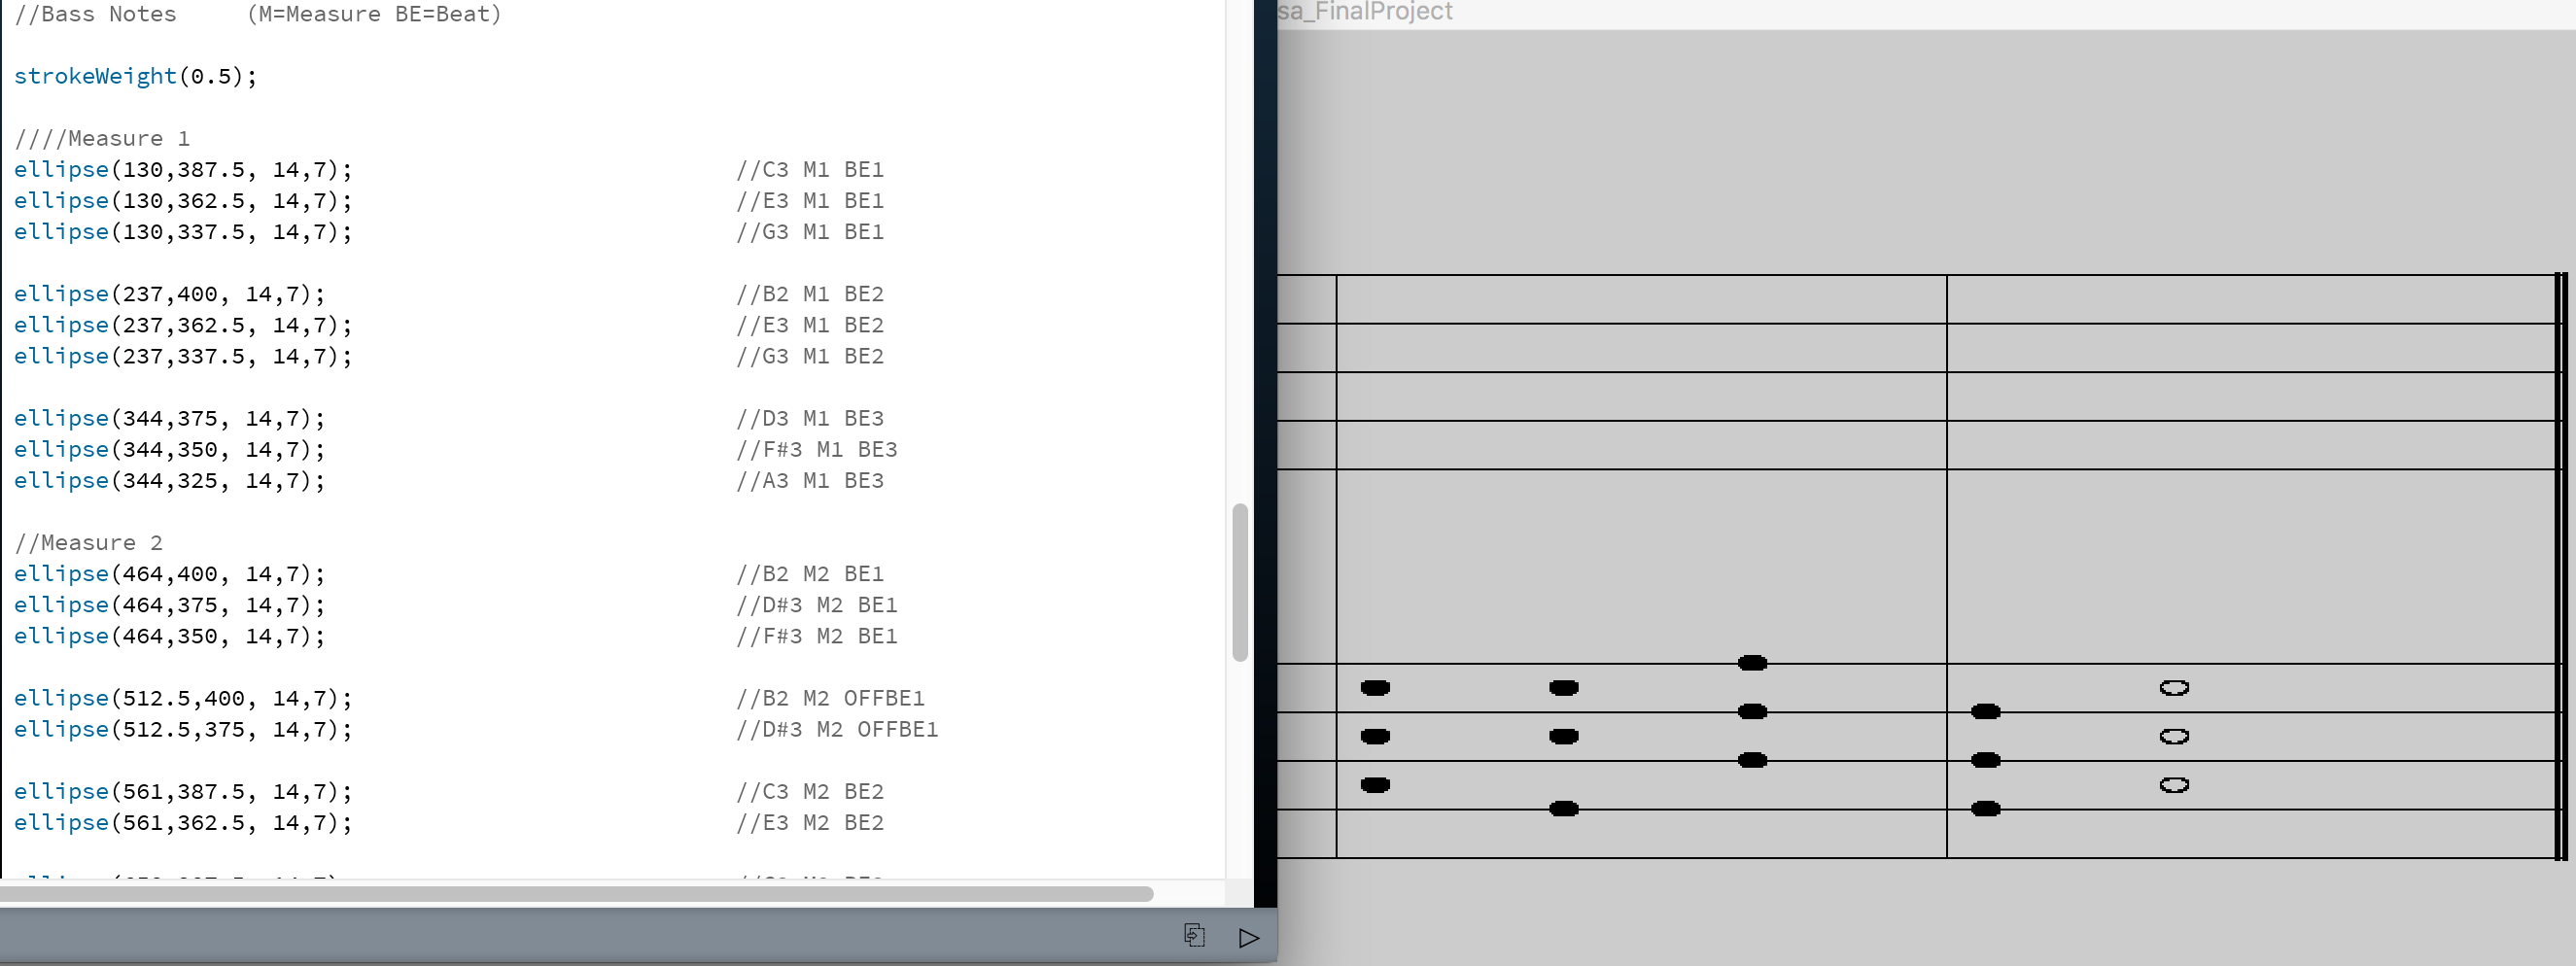 //Bass Notes     (M=Measure BE=Beat)
sa_FinalProject
strokeWeight(0.5);
////Measure 1
ellipse(130,387.5, 14,7); //C3 M1 BE1
ellipse(130,362.5, 14,7); //E3 M1 BE1
ellipse(130,337.5, 14,7); //G3 M1 BE1
ellipse(237,400, 14,7); //B2 M1 BE2
ellipse(237,362.5, 14,7); //E3 M1 BE2
ellipse(237,337.5, 14,7); //G3 M1 BE2
ellipse(344,375, 14,7); //D3 M1 BE3
ellipse(344,350, 14,7); //F#3 M1 BE3
ellipse(344,325, 14,7); //A3 M1 BE3
//Measure 2
ellipse(464,400, 14,7); //B2 M2 BE1
ellipse(464,375, 14,7); //D#3 M2 BE1
ellipse(464,350, 14,7); //F#3 M2 BE1
ellipse(512.5,400, 14,7); //B2 M2 OFFBE1
ellipse(512.5,375, 14,7); //D#3 M2 OFFBE1
ellipse(561,387.5, 14,7); //C3 M2 BE2
ellipse(561,362.5, 14,7); //E3 M2 BE2